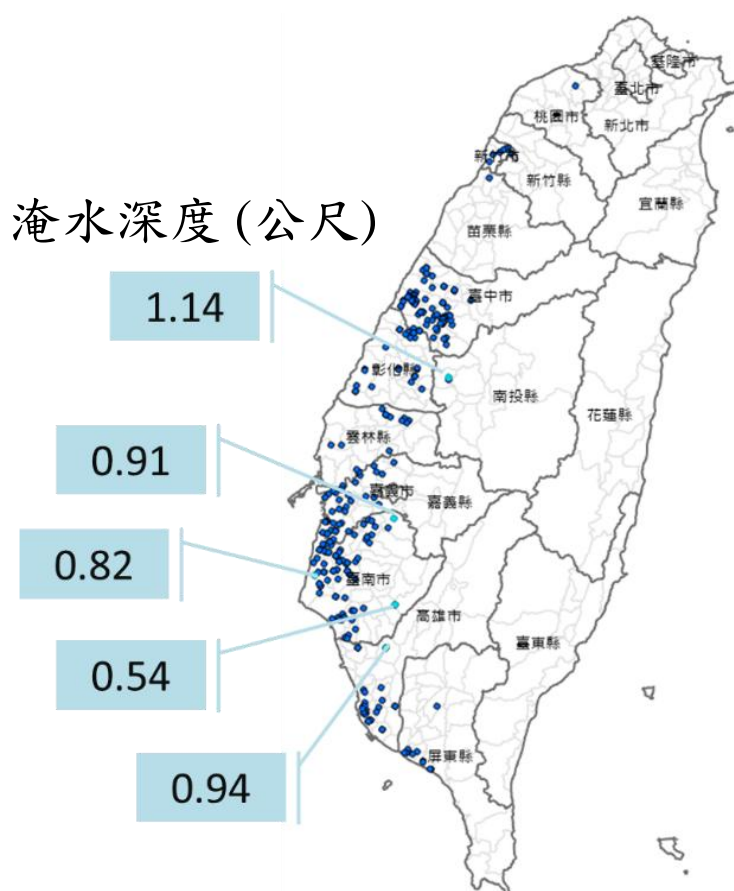 基隆市
臺北市
桃園市
新北市
新竹市
新竹縣
宜蘭縣
淹水深度(公尺)
苗栗縣
臺中市
1.14
彰化縣
南投縣
花蓮縣
雲林縣
0.91
嘉義市
嘉義縣
0.82
臺南市
高雄市
臺東縣
0.54
屏東縣
0.94